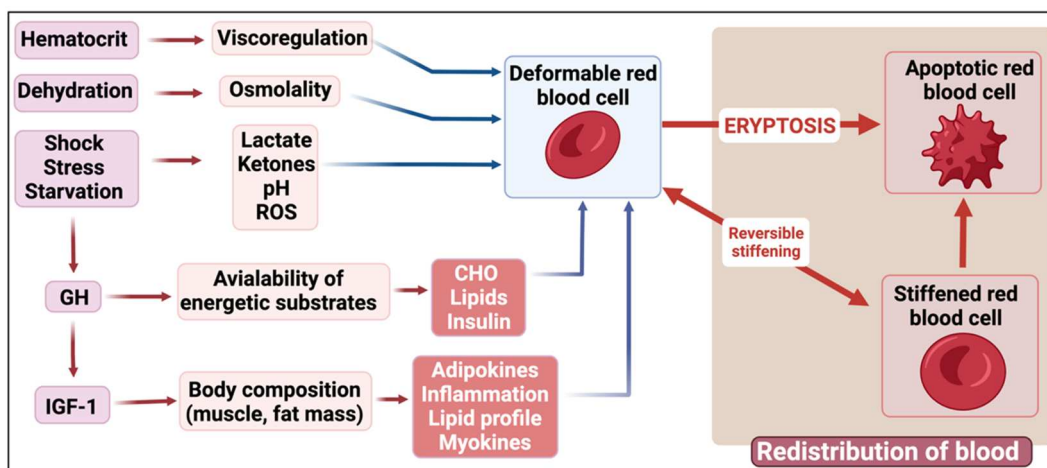 Hematocrit
Viscoregulation
Dehydration
Osmolality
Shock
Stress
Starvation
Lactate
Ketones
pH
ROS
GH
Avialability of
energetic substrates
CHO
Lipids
Insulin
IGF-1
Body composition
(muscle, fat mass)
Adipokines
Inflammation
Lipid profile
Myokines
Deformable red
blood cell
ERYPTOSIS
Apoptotic red
blood cell
Reversible
stiffening
Stiffened red
blood cell
Redistribution of blood